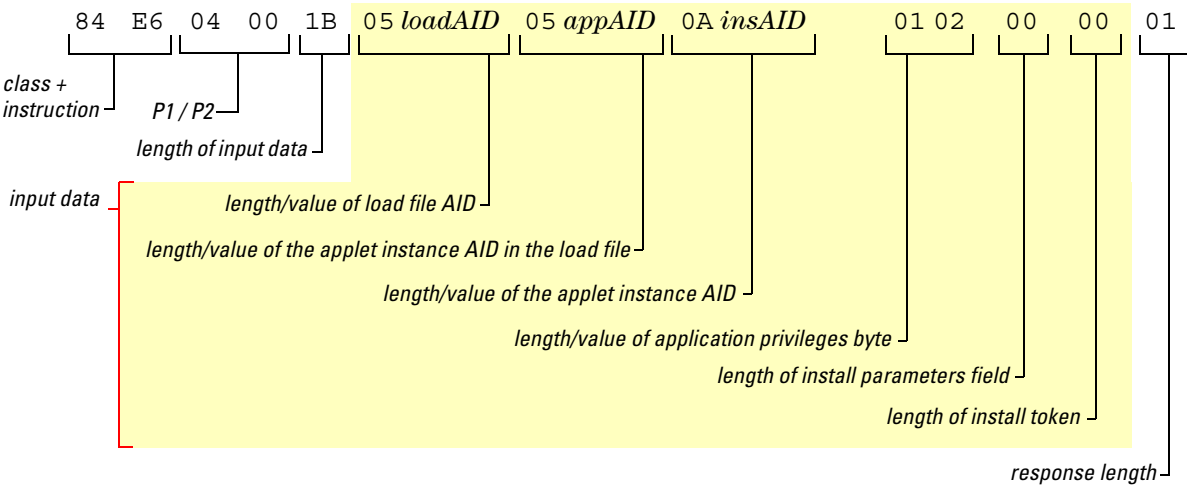 84 E6 04 00 1B 05 loadAID 05 appAID 0A insAID 01 02 00 00 01
class +
instruction
P1 / P2
length of input data
input data
length/value of load file AID
length/value of the applet instance AID in the load file
length/value of the applet instance AID
length/value of application privileges byte
length of install parameters field
length of install token
response length